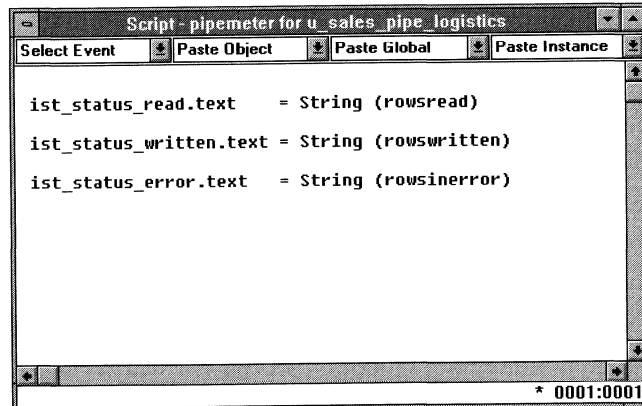 Script - pipemeter for u_sales_pipe_logistics
Select Event Paste Object Paste Global Paste Instance
ist_status_read.text = String (rowsread)
ist_status_written.text = String (rowswritten)
ist_status_error.text = String (rowsinerror)
* 0001:0001